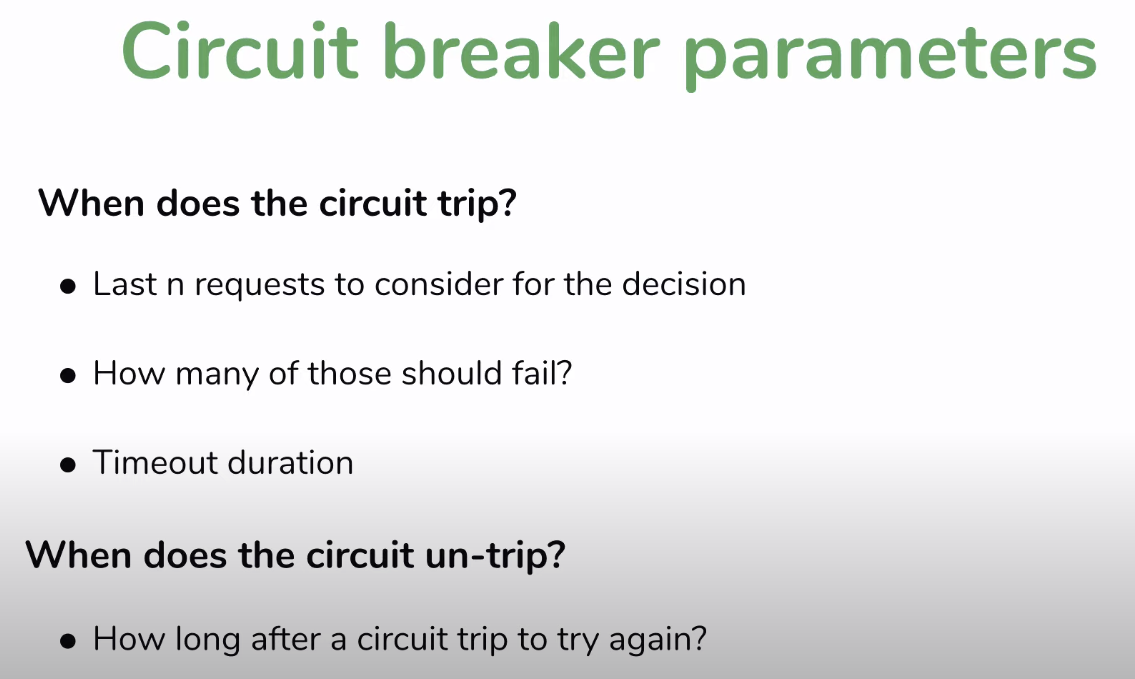 Circuit breaker parameters
When does the circuit trip?
● Last n requests to consider for the decision
● How many of those should fail?
● Timeout duration
When does the circuit un-trip?
● How long after a circuit trip to try again?